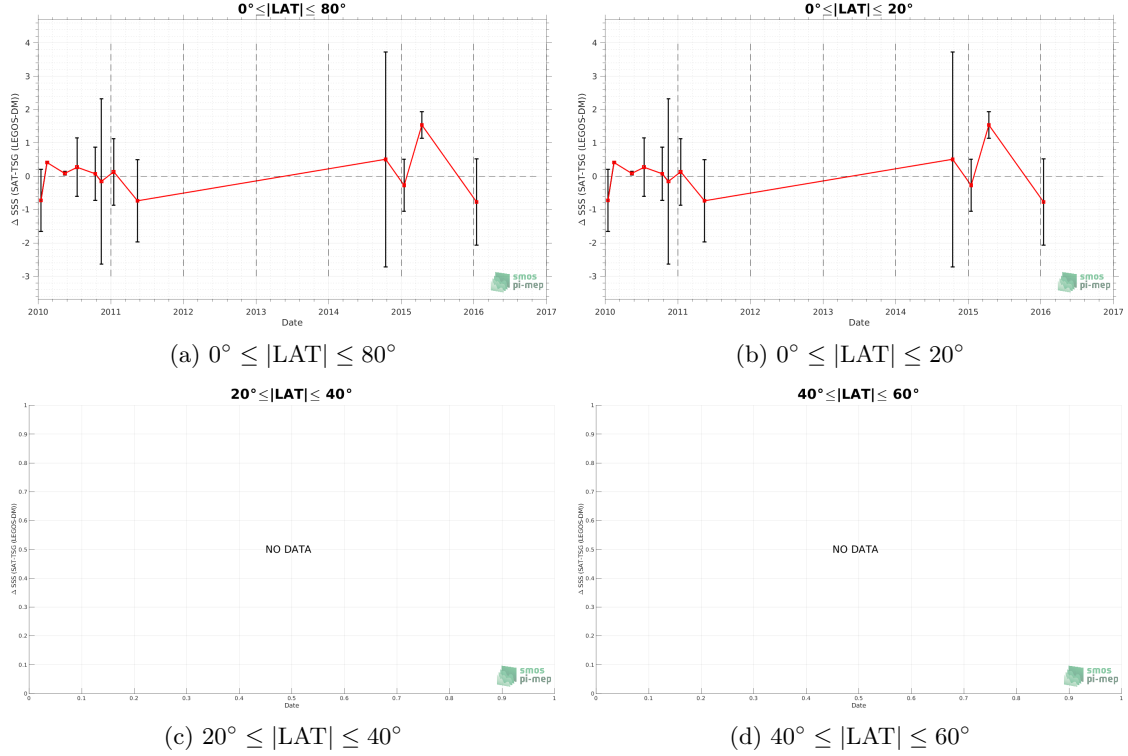 0°≤|LAT|≤ 80°
Δ SSS (SAT-TSG (LEGOS-DM))
4
3
2
1
0
-1
-2
-3
2010 2011 2012 2013 2014 2015 2016 2017
Date
smos
pi-mep
(a) 0° ≤ |LAT| ≤ 80°
0°≤|LAT|≤ 20°
Δ SSS (SAT-TSG (LEGOS-DM))
4
3
2
1
0
-1
-2
-3
2010 2011 2012 2013 2014 2015 2016 2017
Date
smos
pi-mep
(b) 0° ≤ |LAT| ≤ 20°
20°≤|LAT|≤ 40°
Δ SSS (SAT-TSG (LEGOS-DM))
1
0.9
0.8
0.7
0.6
0.5
0.4
0.3
0.2
0.1
0
NO DATA
0 0.1 0.2 0.3 0.4 0.5 0.6 0.7 0.8 0.9 1
Date
smos
pi-mep
(c) 20° ≤ |LAT| ≤ 40°
40°≤|LAT|≤ 60°
Δ SSS (SAT-TSG (LEGOS-DM))
1
0.9
0.8
0.7
0.6
0.5
0.4
0.3
0.2
0.1
0
NO DATA
0 0.1 0.2 0.3 0.4 0.5 0.6 0.7 0.8 0.9 1
Date
smos
pi-mep
(d) 40° ≤ |LAT| ≤ 60°